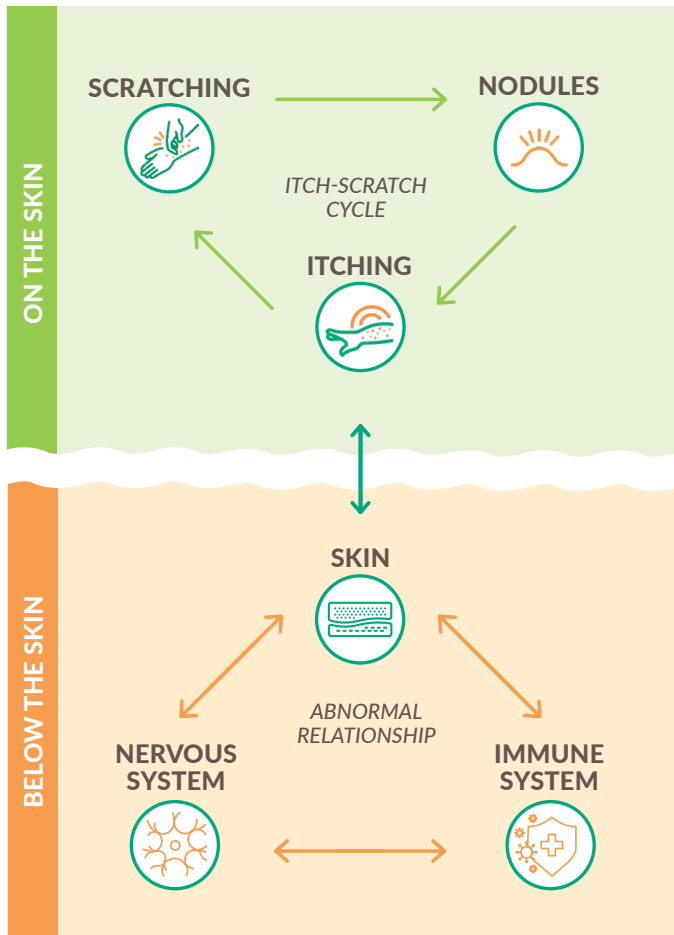 ON THE SKIN
SCRATCHING
NODULES
ITCH-SCRATCH
CYCLE
ITCHING
BELOW THE SKIN
SKIN
ABNORMAL
RELATIONSHIP
NERVOUS
SYSTEM
IMMUNE
SYSTEM